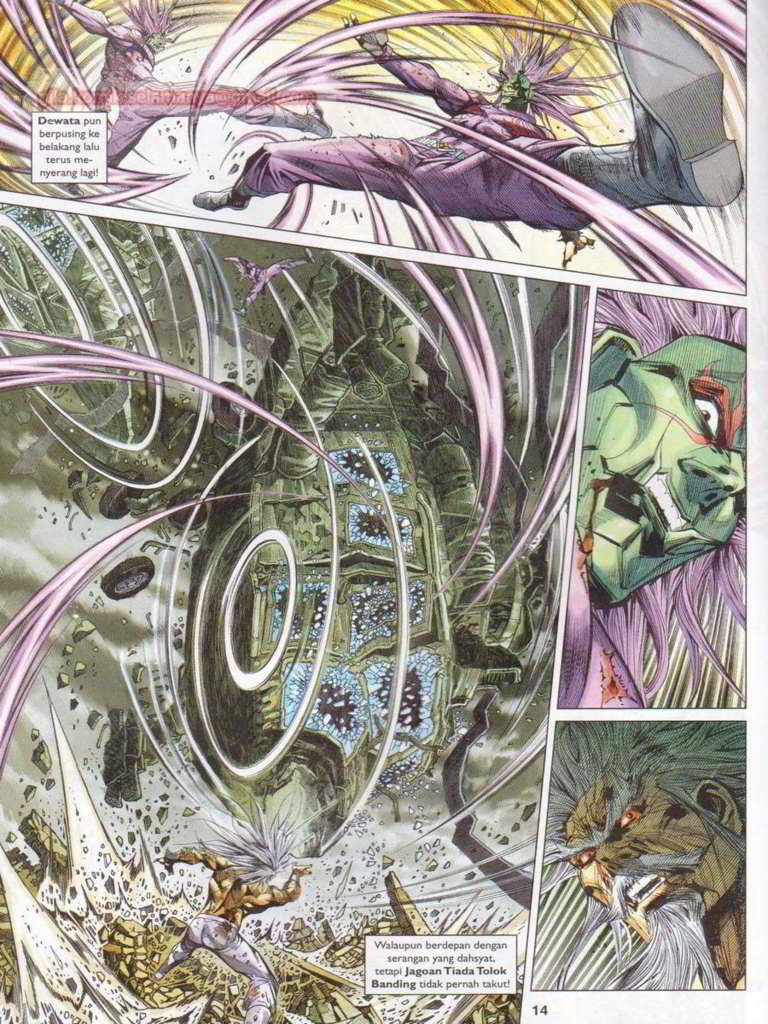 Dewata pun
berpusing ke
belakang lalu
terus me-
nyerang lagi!
Walaupun berdepan dengan
serangan yang dahsyat,
tetapi Jagoan Tiada Tolok
Banding tidak pernah takut!
14